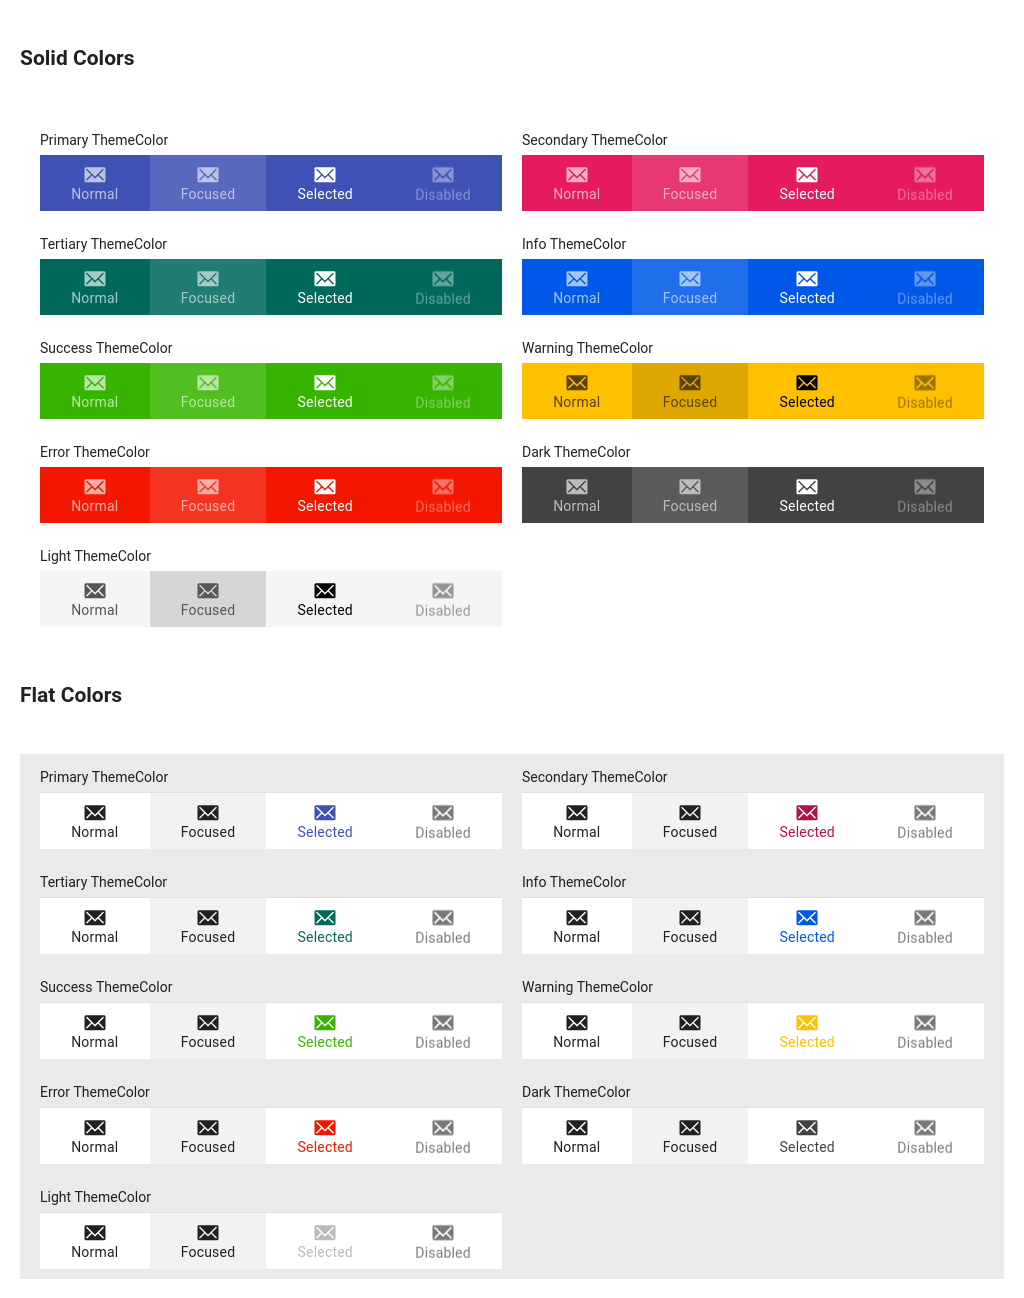 Solid Colors
Primary ThemeColor
Normal Focused Selected Disabled
Secondary ThemeColor
Normal Focused Selected Disabled
Tertiary ThemeColor
Normal Focused Selected Disabled
Info ThemeColor
Normal Focused Selected Disabled
Success ThemeColor
Normal Focused Selected Disabled
Warning ThemeColor
Normal Focused Selected Disabled
Error ThemeColor
Normal Focused Selected Disabled
Dark ThemeColor
Normal Focused Selected Disabled
Light ThemeColor
Normal Focused Selected Disabled
Flat Colors
Primary ThemeColor
Normal Focused Selected Disabled
Secondary ThemeColor
Normal Focused Selected Disabled
Tertiary ThemeColor
Normal Focused Selected Disabled
Info ThemeColor
Normal Focused Selected Disabled
Success ThemeColor
Normal Focused Selected Disabled
Warning ThemeColor
Normal Focused Selected Disabled
Error ThemeColor
Normal Focused Selected Disabled
Dark ThemeColor
Normal Focused Selected Disabled
Light ThemeColor
Normal Focused Selected Disabled